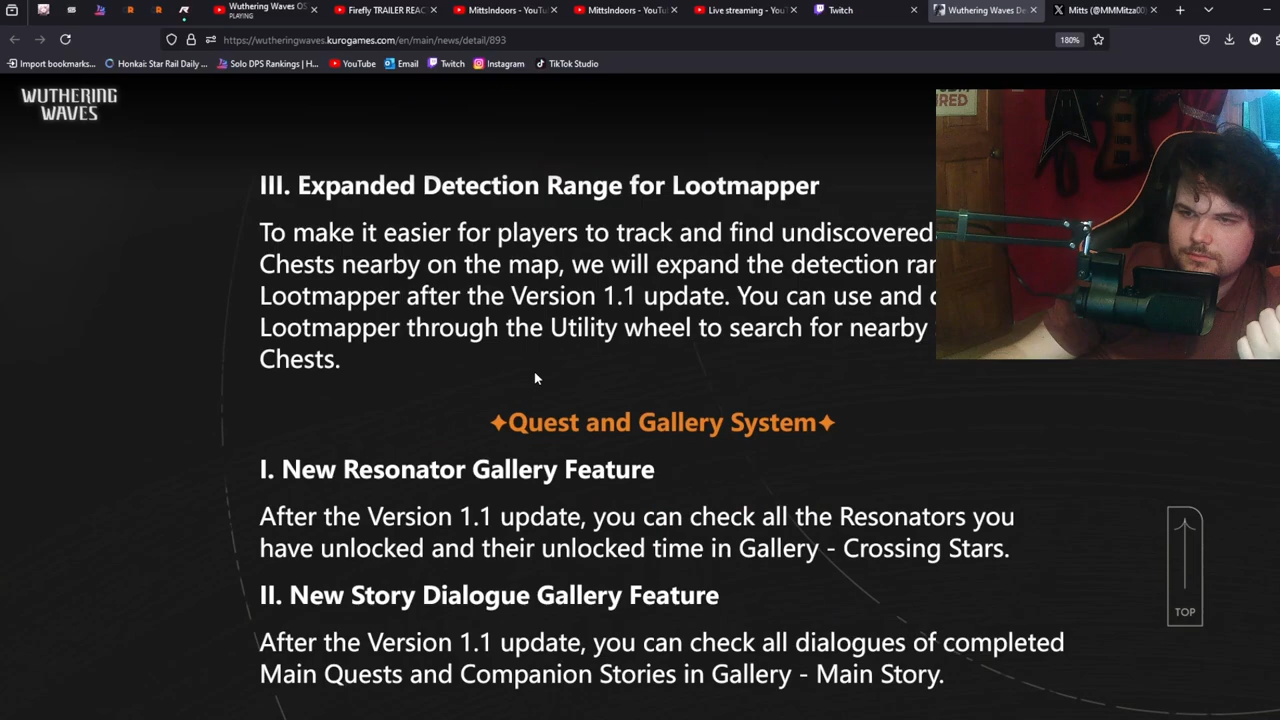 Wuthering Waves OS
PLAYING
Firefly TRAILER REAC
MittsIndoors - YouTu
MittsIndoors - YouTu
Live streaming - YouT
Twitch
Wuthering Waves De
Mitts (@MMMitza00)
https://wutheringwaves.kurogames.com/en/main/news/detail/893
180%
Import bookmarks...
Honkai: Star Rail Daily ...
Solo DPS Rankings | H...
YouTube
Email
Twitch
Instagram
TikTok Studio
WUTHERING
WAVES
III. Expanded Detection Range for Lootmapper
To make it easier for players to track and find undiscovered
Chests nearby on the map, we will expand the detection ran
Lootmapper after the Version 1.1 update. You can use and
Lootmapper through the Utility wheel to search for nearby
Chests.
✦Quest and Gallery System✦
I. New Resonator Gallery Feature
After the Version 1.1 update, you can check all the Resonators you
have unlocked and their unlocked time in Gallery - Crossing Stars.
II. New Story Dialogue Gallery Feature
After the Version 1.1 update, you can check all dialogues of completed
Main Quests and Companion Stories in Gallery - Main Story.
TOP